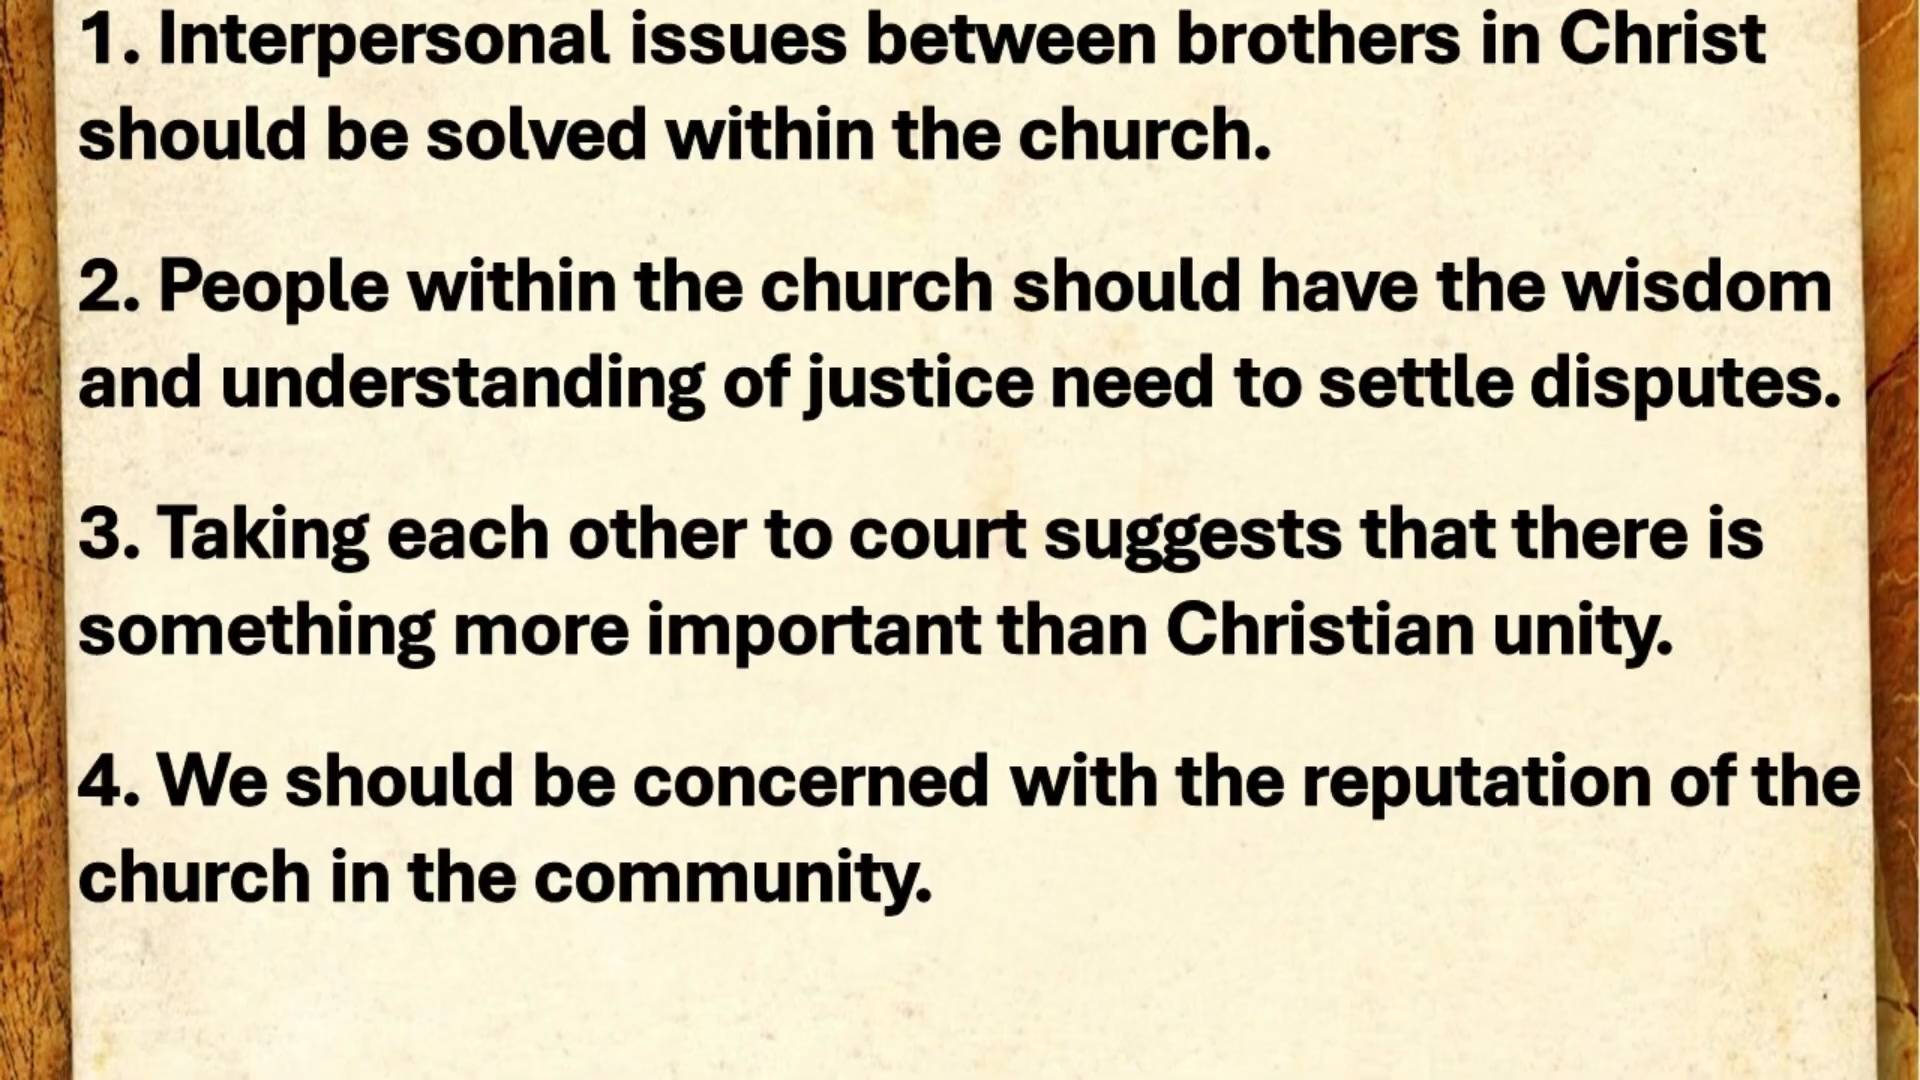 1. Interpersonal issues between brothers in Christ
should be solved within the church.
2. People within the church should have the wisdom
and understanding of justice need to settle disputes.
3. Taking each other to court suggests that there is
something more important than Christian unity.
4. We should be concerned with the reputation of the
church in the community.